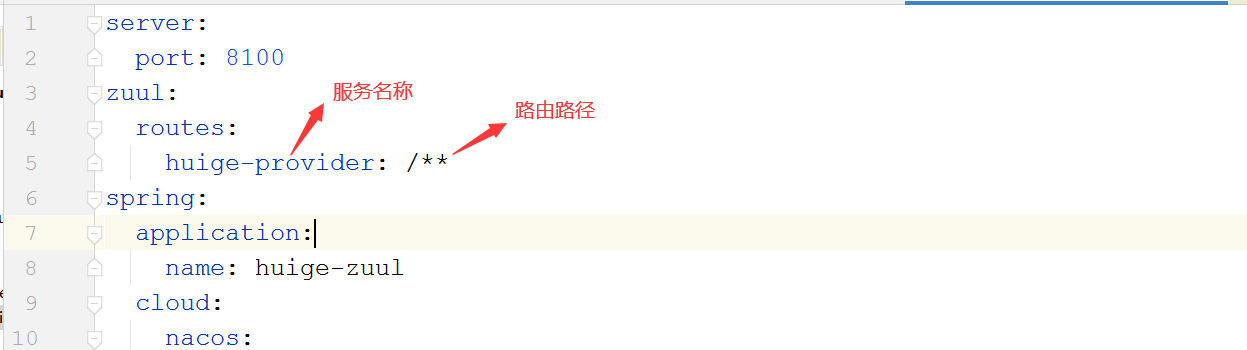 1 server:
2 port: 8100
3 zuul:
服务名称
路由路径
4 routes:
5 huige-provider: /**
6 spring:
7 application:
8 name: huige-zuul
9 cloud:
10 nacos: